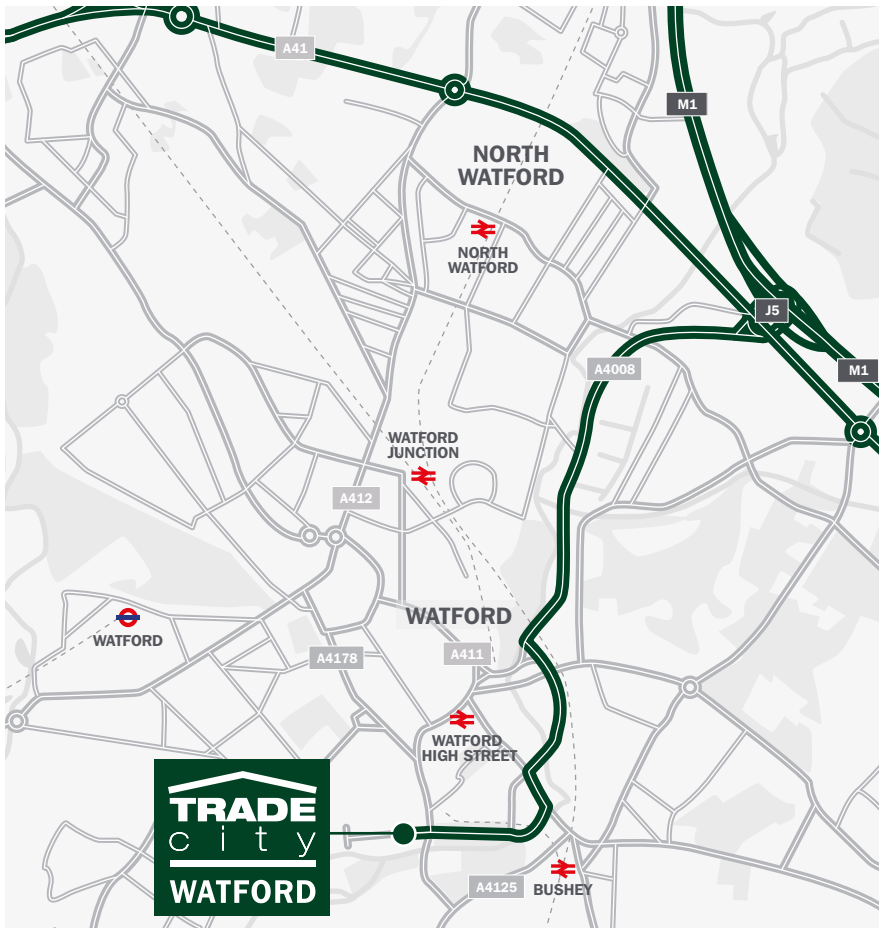 A41
M1
NORTH
WATFORD
NORTH
WATFORD
J5
A4008
M1
WATFORD
JUNCTION
A412
WATFORD
WATFORD
A4178
A411
WATFORD
HIGH STREET
TRADE
city
WATFORD
A4125
BUSHEY